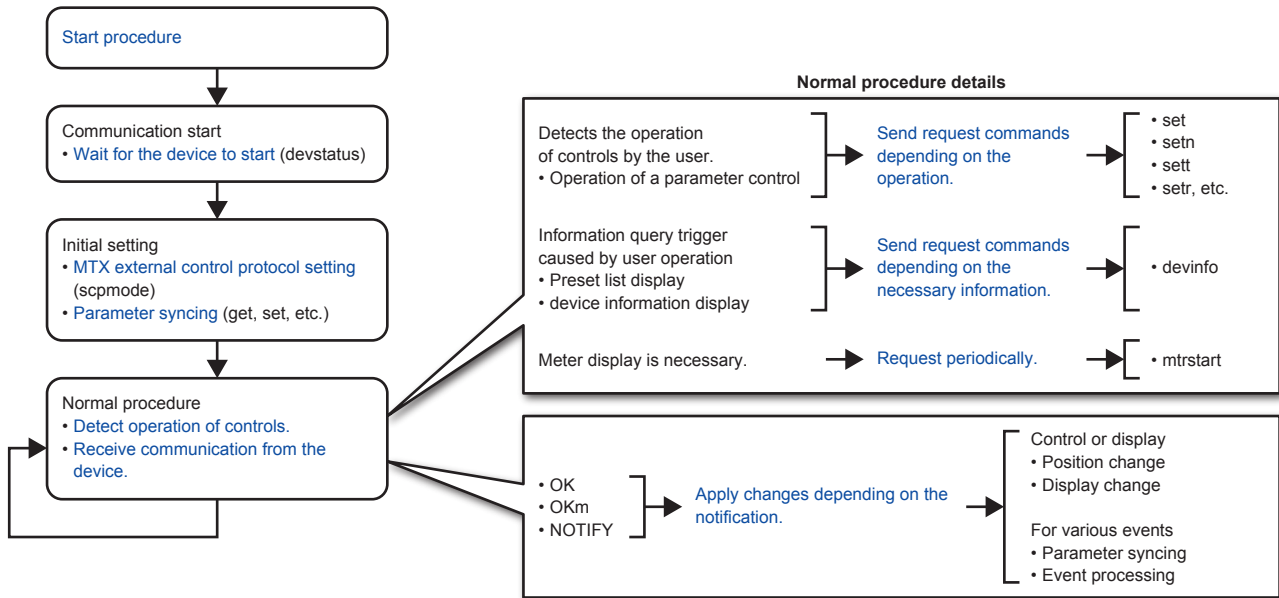 Start procedure
Communication start
• Wait for the device to start (devstatus)
Initial setting
• MTX external control protocol setting
(scpmode)
• Parameter syncing (get, set, etc.)
Normal procedure
• Detect operation of controls.
• Receive communication from the
device.
Normal procedure details
Detects the operation
of controls by the user.
• Operation of a parameter control
Send request commands
depending on the
operation.
• set
• setn
• sett
• setr, etc.
Information query trigger
caused by user operation
• Preset list display
• device information display
Send request commands
depending on the
necessary information.
• devinfo
Meter display is necessary.
Request periodically.
• mtrstart
• OK
• OKm
• NOTIFY
Apply changes depending on the
notification.
Control or display
• Position change
• Display change
For various events
• Parameter syncing
• Event processing